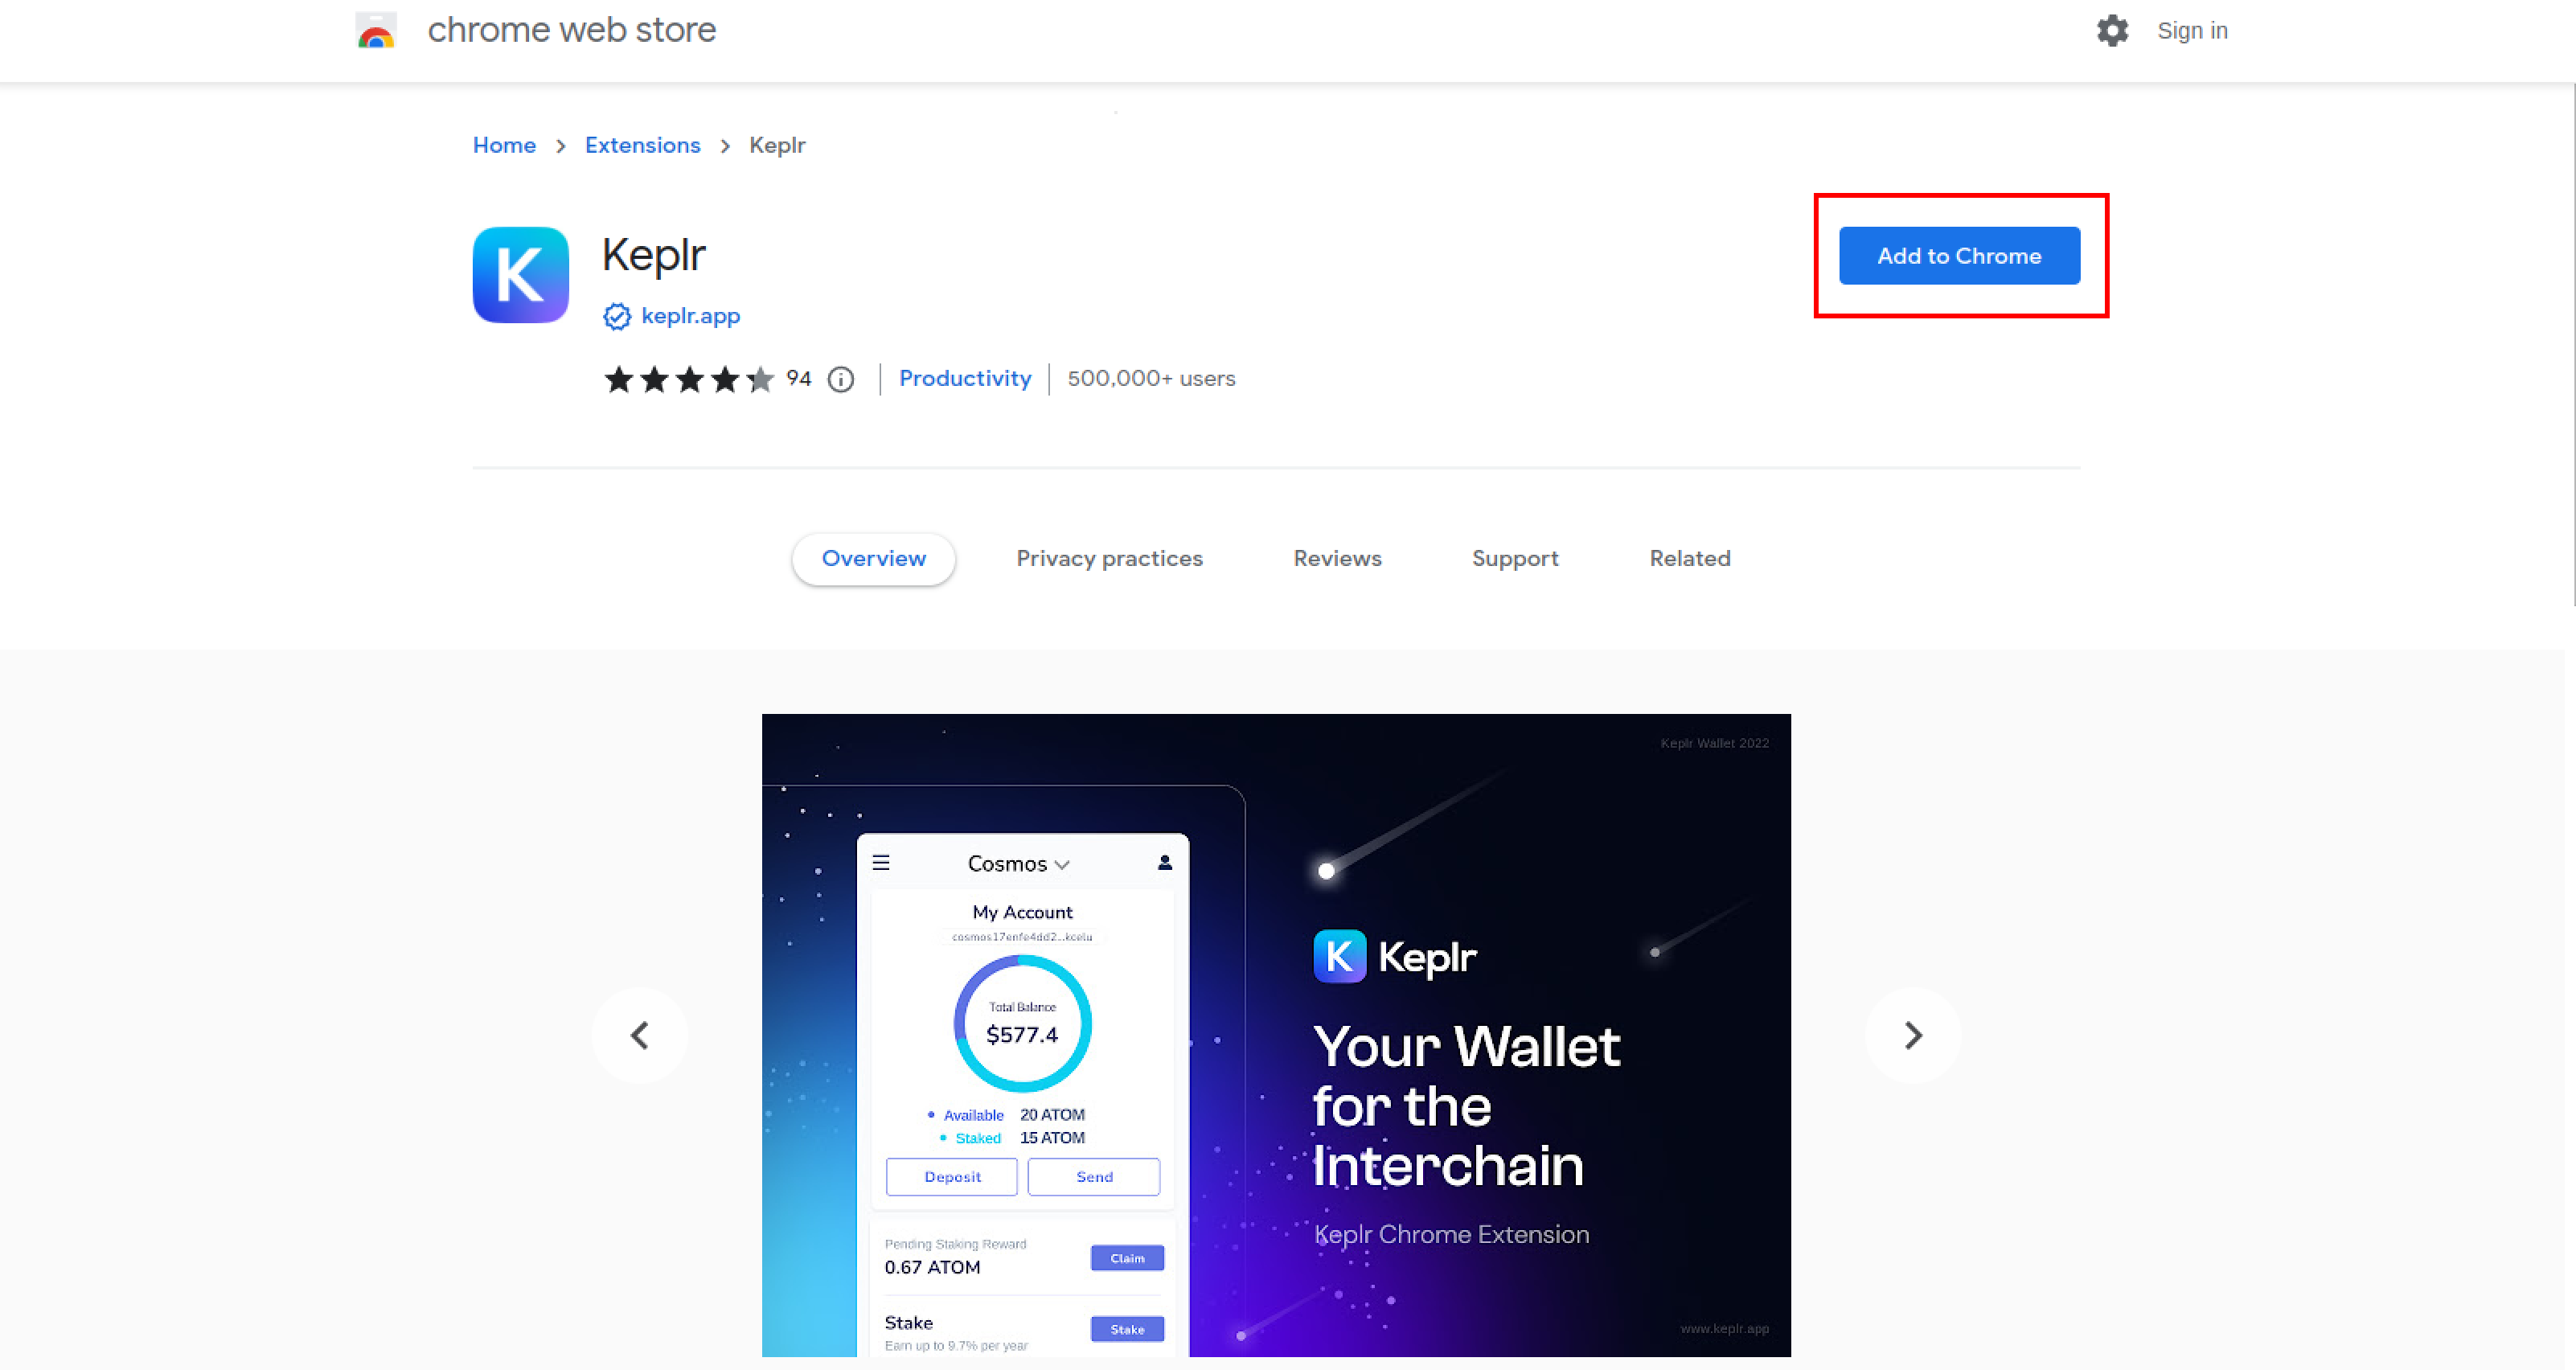 chrome web store
Sign in
Home > Extensions > Keplr
Keplr
keplr.app
94
Productivity
500,000+ users
Add to Chrome
Overview
Privacy practices
Reviews
Support
Related
Keplr Wallet 2022
Cosmos
My Account
cosmos17enfe4dd2...kcelu
Total Balance
$577.4
Available 20 ATOM
Staked 15 ATOM
Deposit
Send
Pending Staking Reward
0.67 ATOM
Claim
Stake
Earn up to 9.7% per year
Stake
K Keplr
Your Wallet
for the
Interchain
Keplr Chrome Extension
www.keplr.app